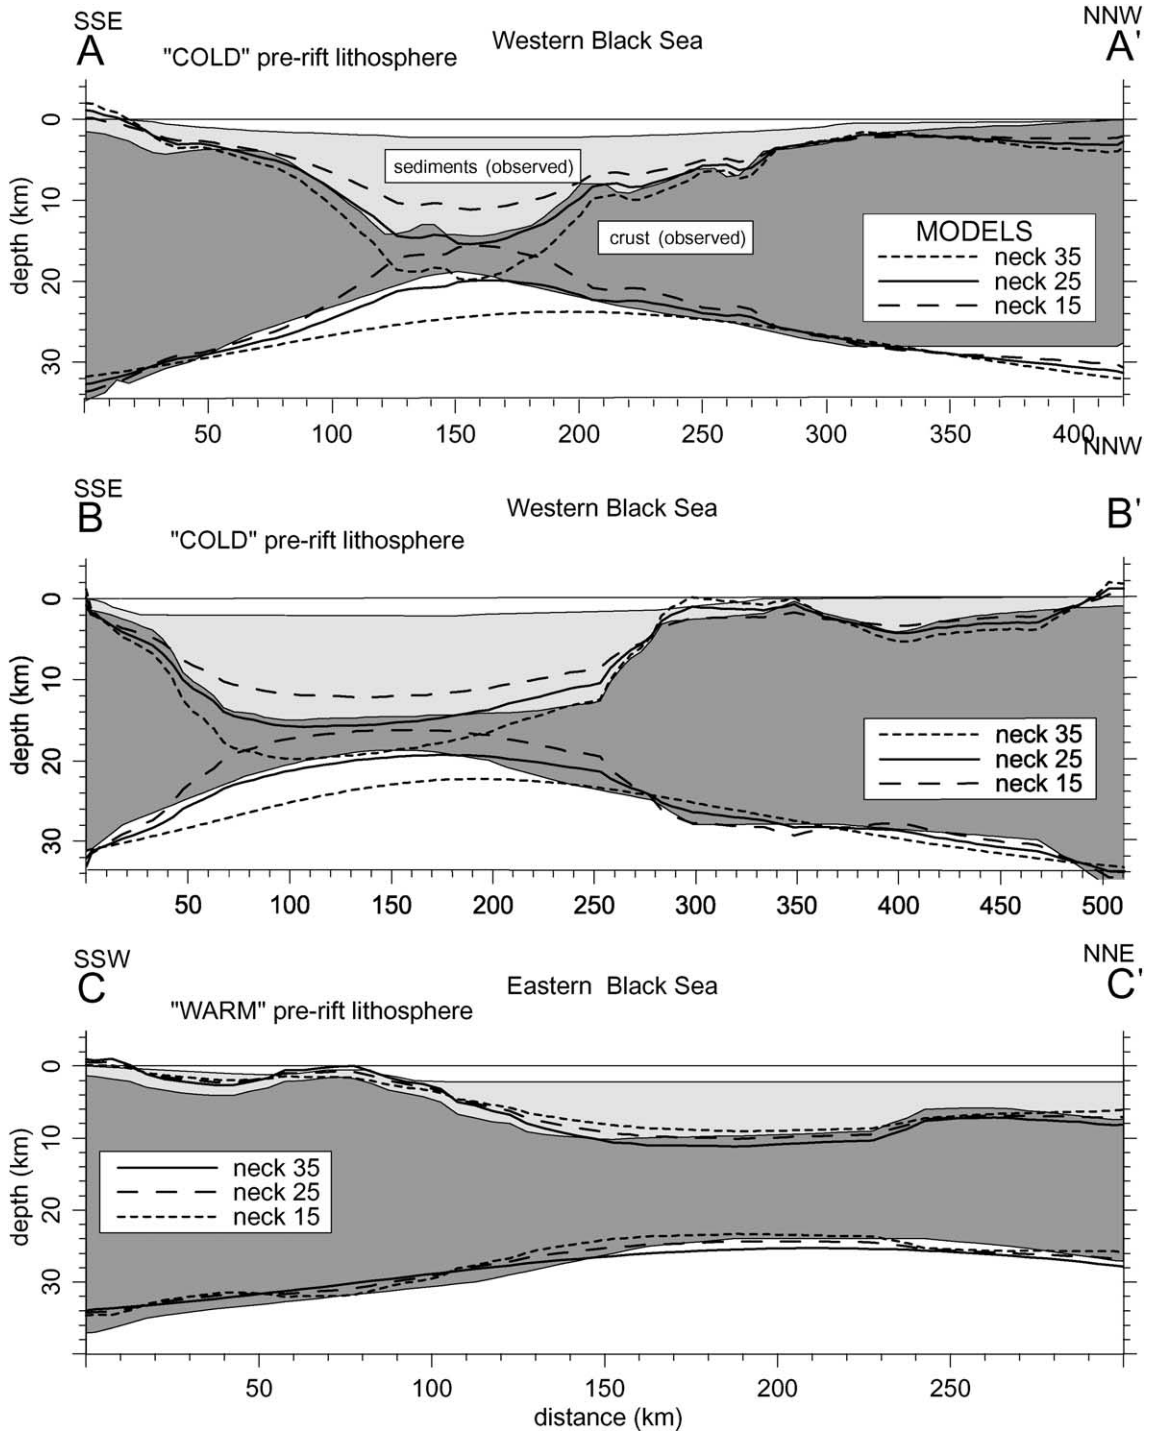 SSE
NNW
A
A'
"COLD" pre-rift lithosphere
Western Black Sea
sediments (observed)
crust (observed)
MODELS
neck 35
neck 25
neck 15
depth (km)
0
10
20
30
50
100
150
200
250
300
350
400
NNW
SSE
B
B'
Western Black Sea
"COLD" pre-rift lithosphere
neck 35
neck 25
neck 15
depth (km)
0
10
20
30
50
100
150
200
250
300
350
400
450
500
SSW
NNE
C
C'
Eastern Black Sea
"WARM" pre-rift lithosphere
neck 35
neck 25
neck 15
depth (km)
0
10
20
30
50
100
150
200
250
distance (km)